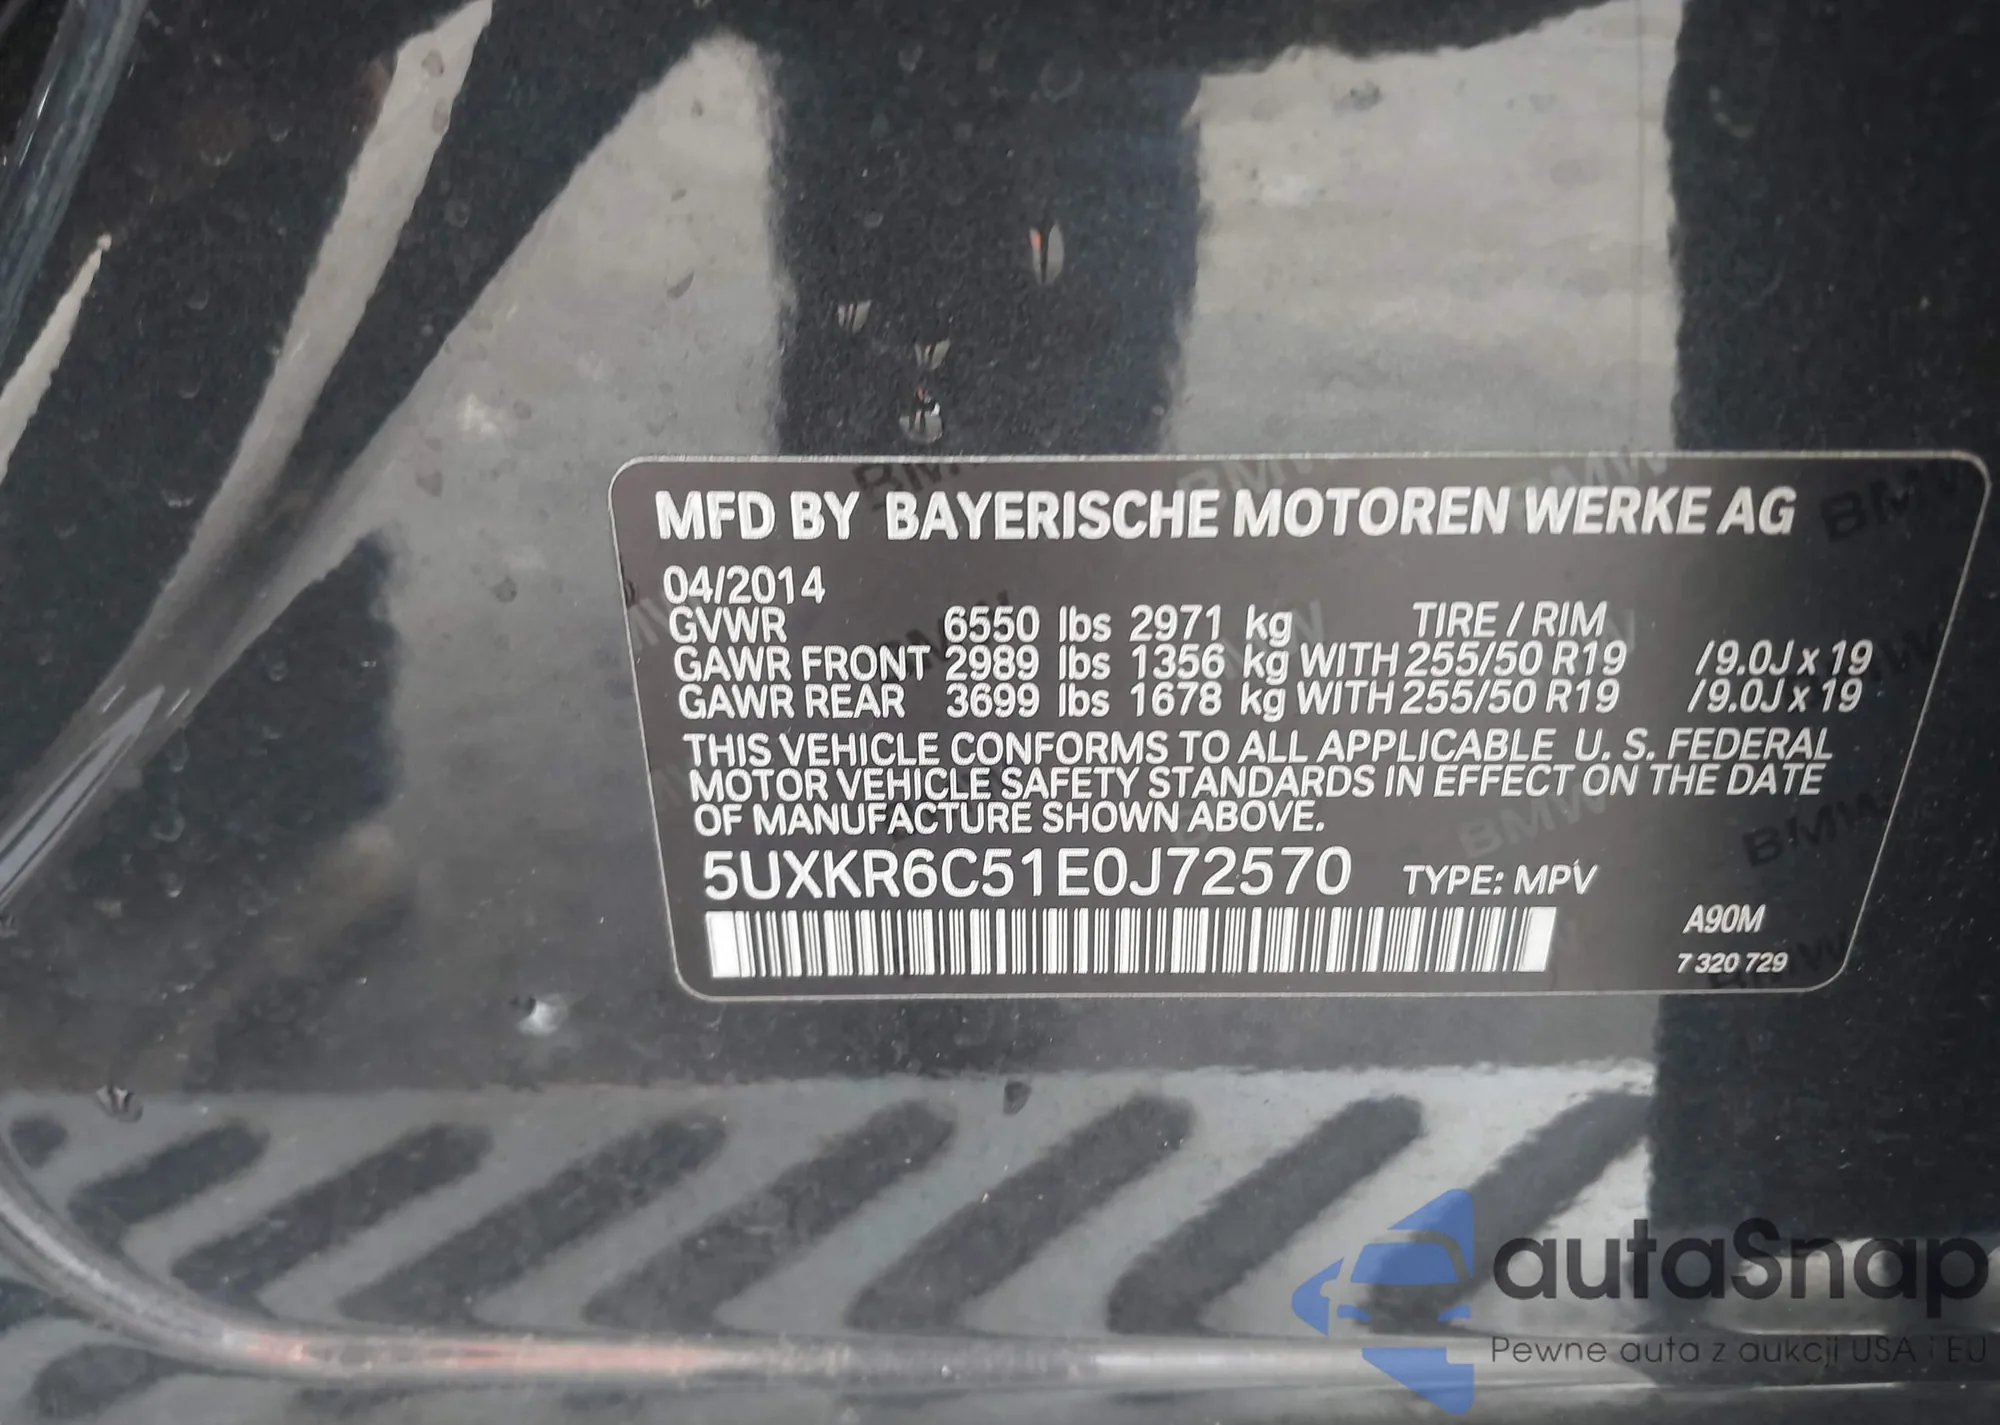 MFD BY BAYERISCHE MOTOREN WERKE AG
04/2014
GVWR 6550 lbs 2971 kg TIRE / RIM
GAWR FRONT 2989 lbs 1356 kg WITH 255/50 R19 /9.0J x 19
GAWR REAR 3699 lbs 1678 kg WITH 255/50 R19 /9.0J x 19
THIS VEHICLE CONFORMS TO ALL APPLICABLE U. S. FEDERAL
MOTOR VEHICLE SAFETY STANDARDS IN EFFECT ON THE DATE
OF MANUFACTURE SHOWN ABOVE.
5UXKR6C51E0J72570 TYPE: MPV
A90M
7 320 729
autaSnap
Pewne auta z aukcji USA i EU